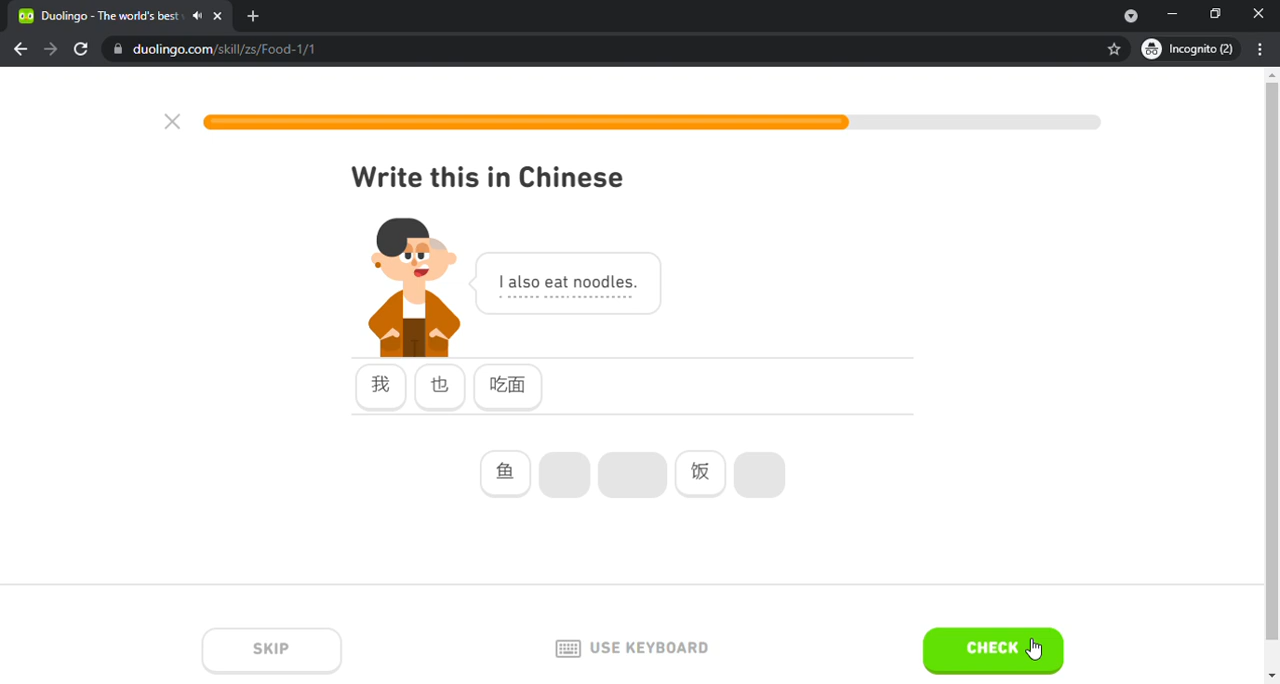 Duolingo - The world's best
duolingo.com/skill/zs/Food-1/1
Incognito (2)
Write this in Chinese
I also eat noodles.
我 也 吃面
鱼 饭
SKIP
USE KEYBOARD
CHECK